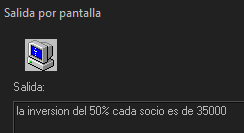 Salida por pantalla
Salida:
la inversion del 50% cada socio es de 35000